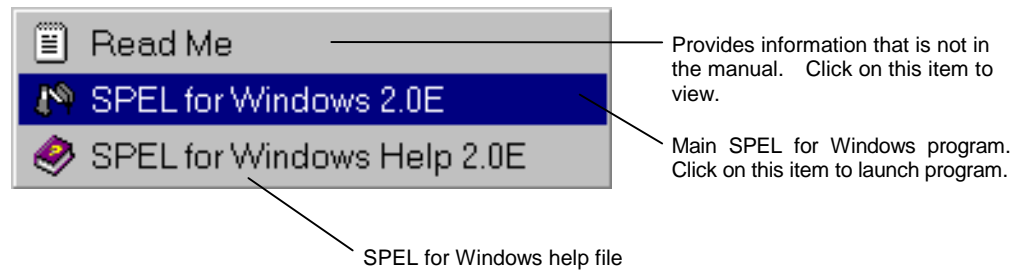 Read Me
SPEL for Windows 2.0E
SPEL for Windows Help 2.0E
Provides information that is not in
the manual. Click on this item to
view.
Main SPEL for Windows program.
Click on this item to launch program.
SPEL for Windows help file